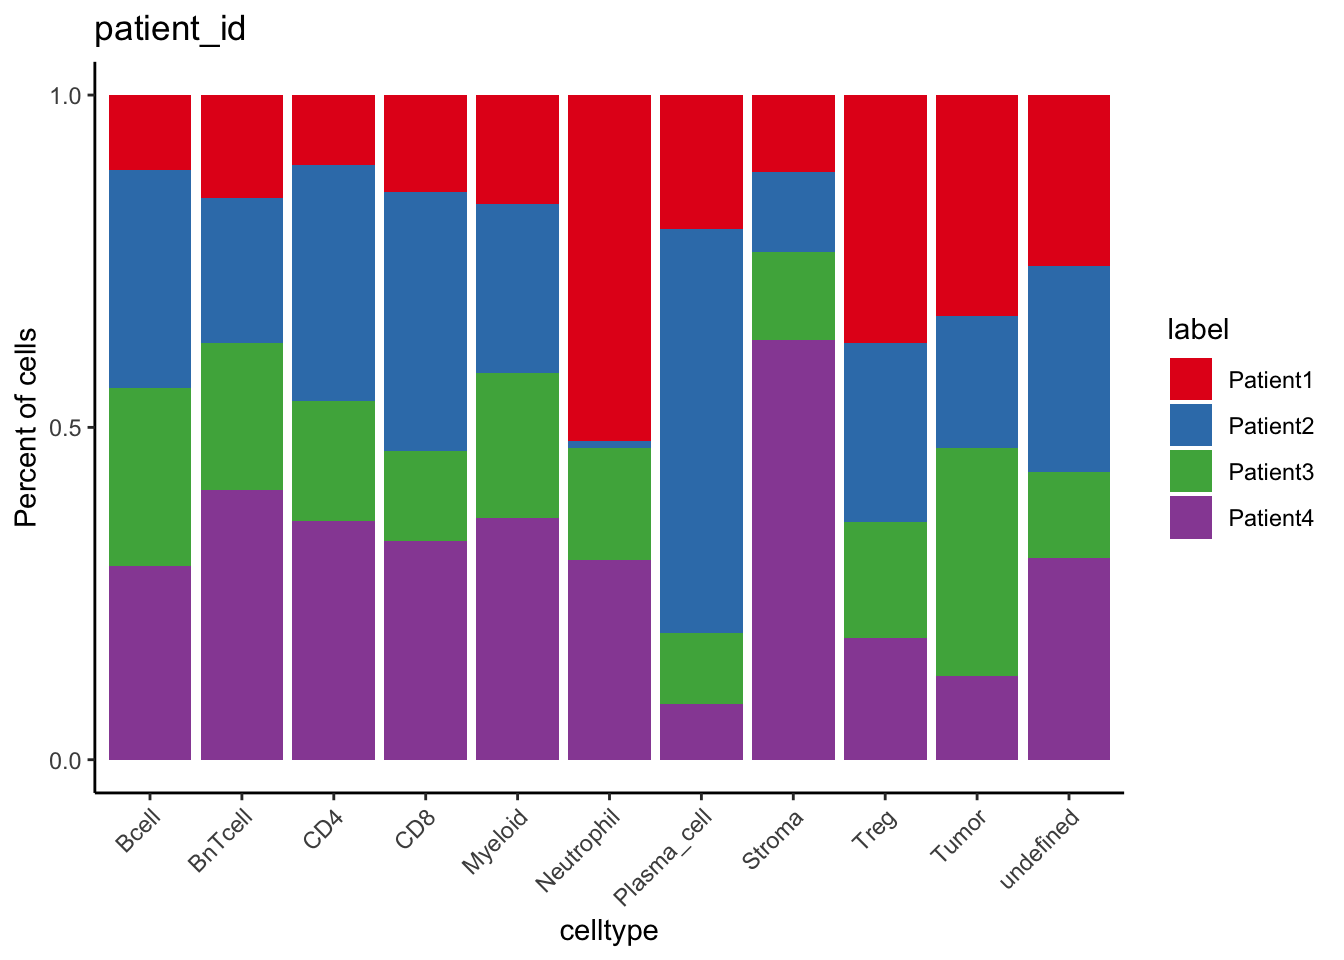 patient_id
Percent of cells
1.0
0.5
0.0
Bcell
BnTcell
CD4
CD8
Myeloid
Neutrophil
Plasma_cell
Stroma
Treg
Tumor
undefined
celltype
label
Patient1
Patient2
Patient3
Patient4